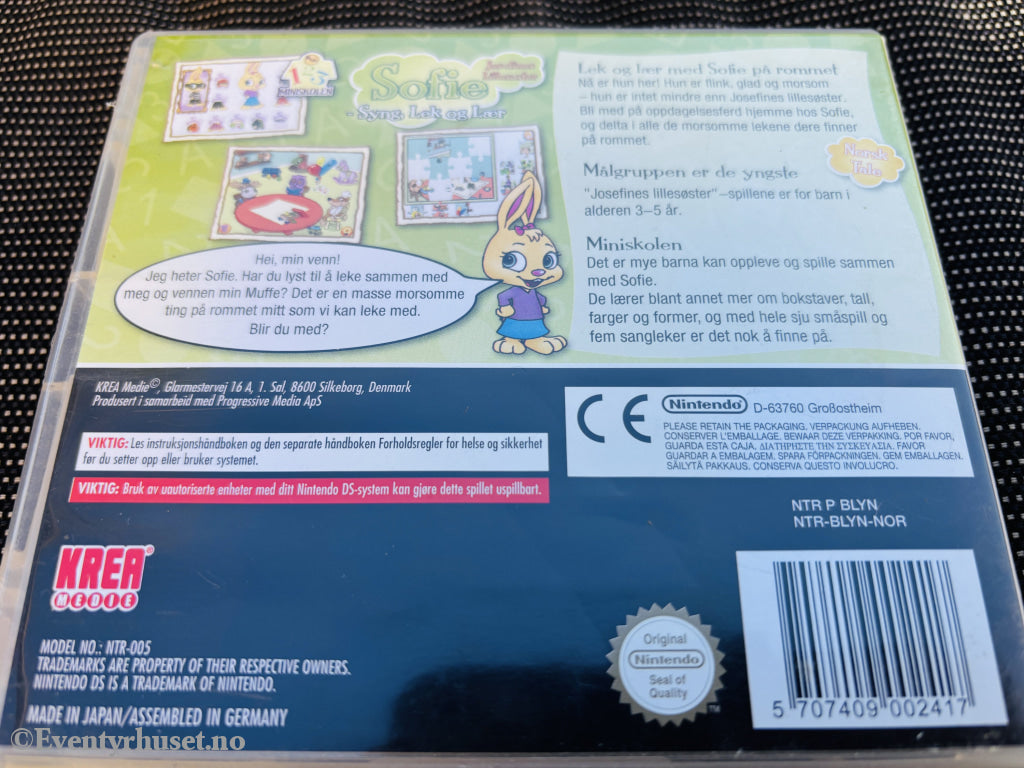 MINISKOLEN
Sofie
Josefines
Lillesøster
- Syng, Lek og Lær
Hei, min venn!
Jeg heter Sofie. Har du lyst til å leke sammen med
meg og vennen min Muffe? Det er en masse morsomme
ting på rommet mitt som vi kan leke med.
Blir du med?
Lek og lær med Sofie på rommet
Nå er hun her! Hun er flink, glad og morsom
– hun er intet mindre enn Josefines lillesøster.
Bli med på oppdagelsesferd hjemme hos Sofie,
og delta i alle de morsomme lekene dere finner
på rommet.
Norsk
Tale
Målgruppen er de yngste
"Josefines lillesøster"–spillene er for barn i
alderen 3–5 år.
Miniskolen
Det er mye barna kan oppleve og spille sammen
med Sofie.
De lærer blant annet mer om bokstaver, tall,
farger og former, og med hele sju småspill og
fem sangleker er det nok å finne på.
KREA Medie©, Glarmestervej 16 A, 1. Sal, 8600 Silkeborg, Denmark
Produsert i samarbeid med Progressive Media ApS
VIKTIG: Les instruksjonshåndboken og den separate håndboken Forholdsregler for helse og sikkerhet
før du setter opp eller bruker systemet.
VIKTIG: Bruk av uautoriserte enheter med ditt Nintendo DS-system kan gjøre dette spillet uspillbart.
CE
Nintendo D-63760 Großostheim
PLEASE RETAIN THE PACKAGING. VERPACKUNG AUFHEBEN.
CONSERVER L'EMBALLAGE. BEWAAR DEZE VERPAKKING. POR FAVOR,
GUARDA ESTA CAJA. ΔΙΑΤΗΡΗΣΤΕ ΤΗΝ ΣΥΣΚΕΥΑΣΙΑ. FAVOR
GUARDAR A EMBALAGEM. SPARA FÖRPACKNINGEN. GEM EMBALLAGEN.
SÄILYTÄ PAKKAUS. CONSERVA QUESTO INVOLUCRO.
NTR P BLYN
NTR-BLYN-NOR
KREA®
MEDIE
MODEL NO.: NTR-005
TRADEMARKS ARE PROPERTY OF THEIR RESPECTIVE OWNERS.
NINTENDO DS IS A TRADEMARK OF NINTENDO.
MADE IN JAPAN/ASSEMBLED IN GERMANY
Original
Nintendo
Seal of
Quality
TM
5 707409 002417
©Eventyrhuset.no